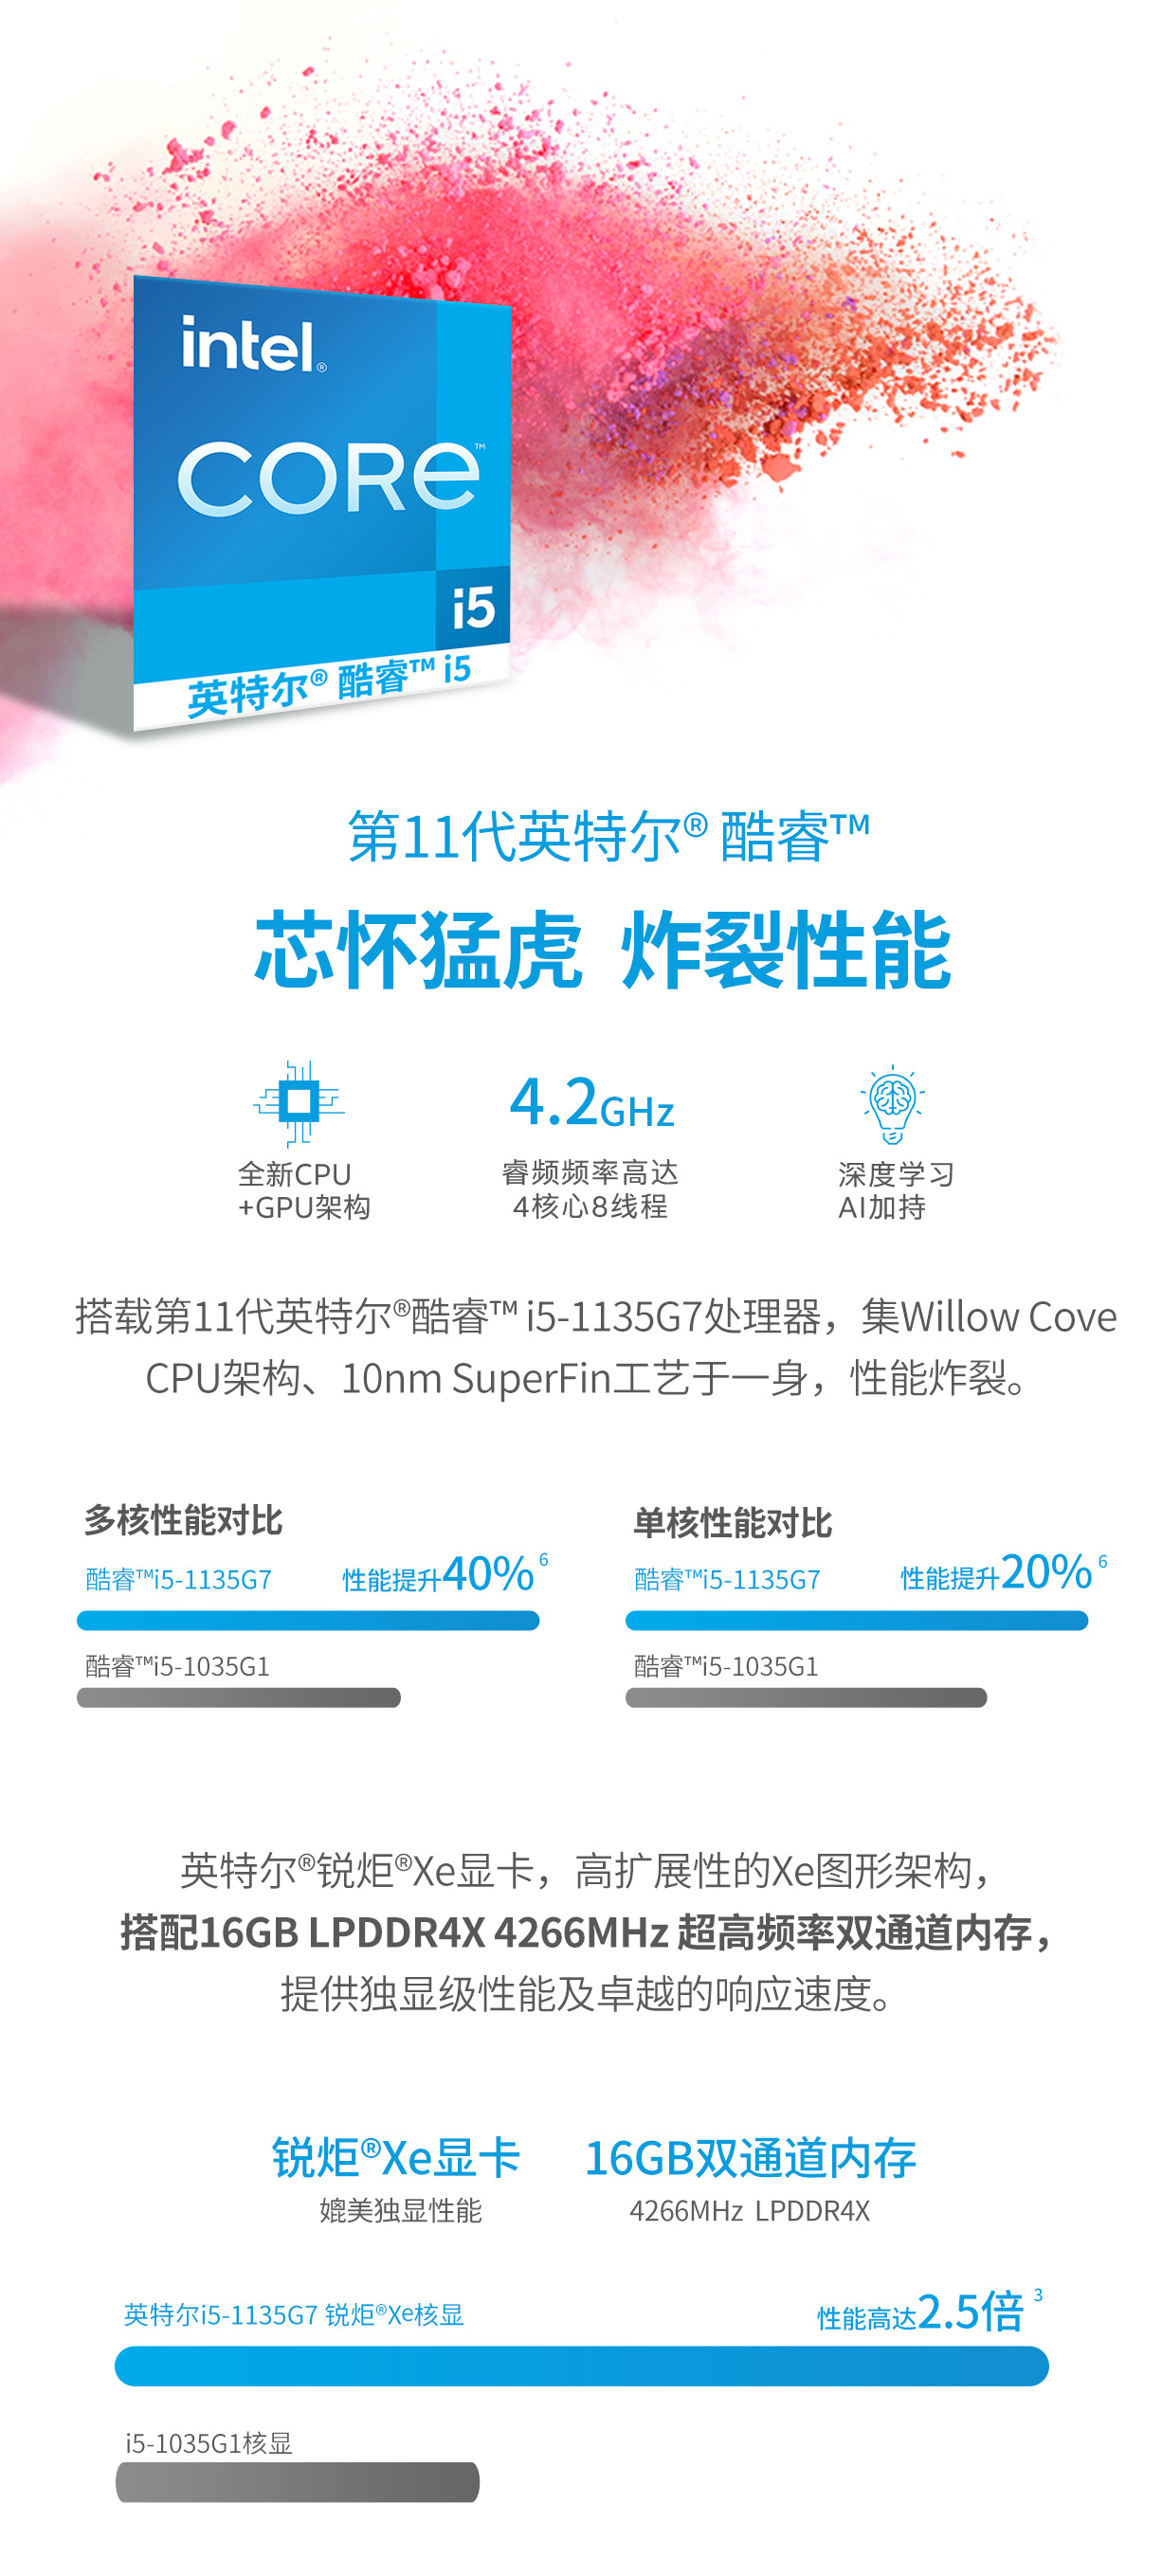 intel®
CORE™
i5
英特尔® 酷睿™ i5
第11代英特尔® 酷睿™
芯怀猛虎 炸裂性能
4.2GHz
全新CPU
+GPU架构
睿频频率高达
4核心8线程
深度学习
AI加持
搭载第11代英特尔®酷睿™ i5-1135G7处理器，集Willow Cove
CPU架构、10nm SuperFin工艺于一身，性能炸裂。
多核性能对比
酷睿™i5-1135G7 性能提升40% 6
酷睿™i5-1035G1
单核性能对比
酷睿™i5-1135G7 性能提升20% 6
酷睿™i5-1035G1
英特尔®锐炬®Xe显卡，高扩展性的Xe图形架构，
搭配16GB LPDDR4X 4266MHz 超高频率双通道内存，
提供独显级性能及卓越的响应速度。
锐炬®Xe显卡
媲美独显性能
16GB双通道内存
4266MHz LPDDR4X
英特尔i5-1135G7 锐炬®Xe核显 性能高达2.5倍 3
i5-1035G1核显